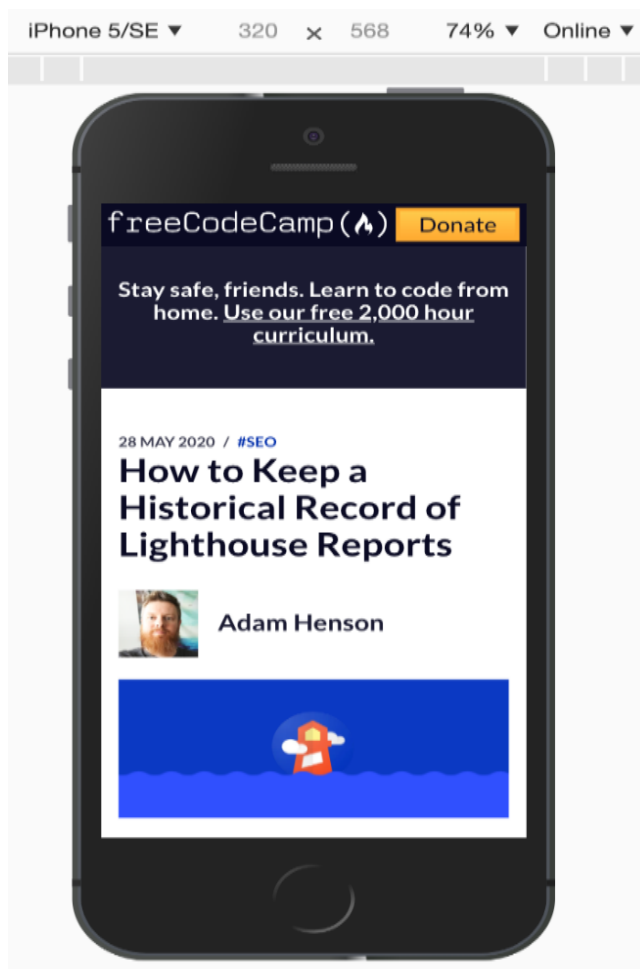 iPhone 5/SE ▼ 320 × 568 74% ▼ Online ▼
freeCodeCamp(🔥) Donate
Stay safe, friends. Learn to code from
home. Use our free 2,000 hour
curriculum.
28 MAY 2020 / #SEO
How to Keep a
Historical Record of
Lighthouse Reports
Adam Henson